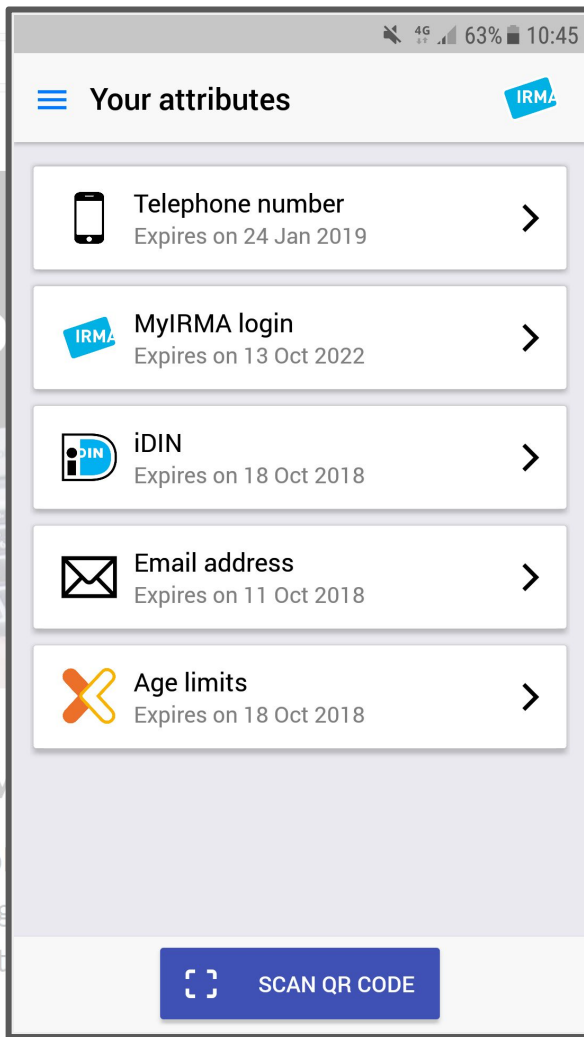 4G 63% 10:45
Your attributes
IRMA
Telephone number
Expires on 24 Jan 2019
IRMA
MyIRMA login
Expires on 13 Oct 2022
iDIN
iDIN
Expires on 18 Oct 2018
Email address
Expires on 11 Oct 2018
Age limits
Expires on 18 Oct 2018
SCAN QR CODE